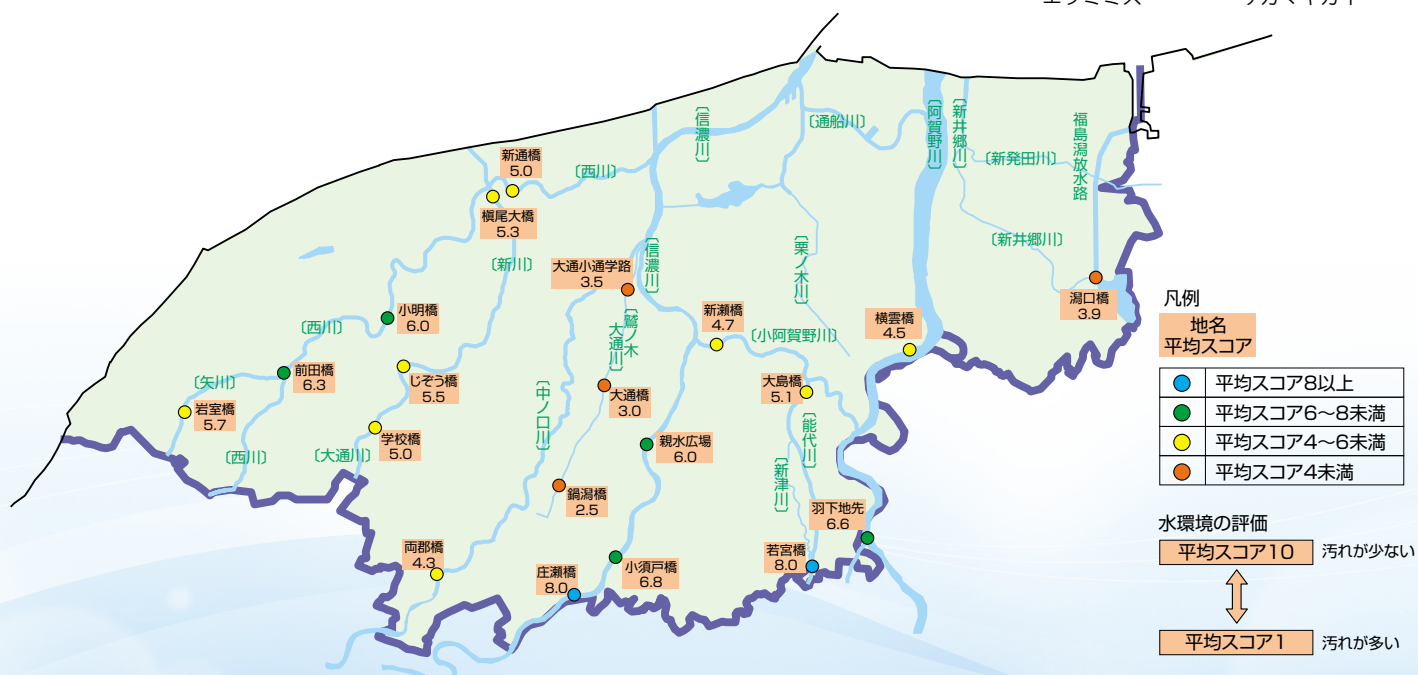 新通橋
5.0
槇尾大橋
5.3
〔西川〕
〔信濃川〕
〔通船川〕
〔阿賀野川〕
〔新井郷川〕
〔新発田川〕
福島潟放水路
〔新井郷川〕
潟口橋
3.9
〔新川〕
大通小通学路
3.5
〔信濃川〕
〔栗ノ木川〕
新瀬橋
4.7
〔小阿賀野川〕
横雲橋
4.5
小明橋
6.0
〔西川〕
〔鷲ノ木
大通川〕
前田橋
6.3
〔矢川〕
岩室橋
5.7
じぞう橋
5.5
〔中ノ口川〕
大通橋
3.0
大島橋
5.1
〔能代川〕
学校橋
5.0
〔西川〕
〔大通川〕
親水広場
6.0
〔新津川〕
鍋潟橋
2.5
羽下地先
6.6
両郡橋
4.3
庄瀬橋
8.0
小須戸橋
6.8
若宮橋
8.0
凡例
地名
平均スコア
平均スコア8以上
平均スコア6～8未満
平均スコア4～6未満
平均スコア4未満
水環境の評価
平均スコア10 汚れが少ない
平均スコア1 汚れが多い